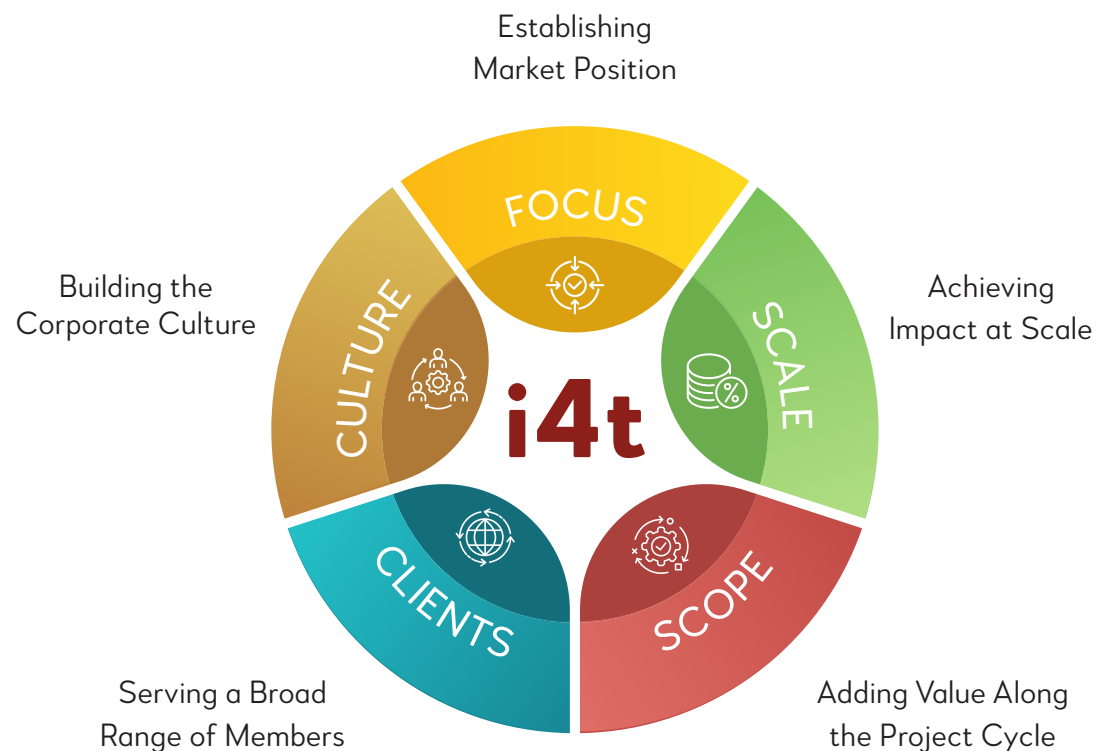 Establishing
Market Position
FOCUS
Building the
Corporate Culture
CULTURE
SCALE
Achieving
Impact at Scale
%
i4t
CLIENTS
SCOPE
Serving a Broad
Range of Members
Adding Value Along
the Project Cycle